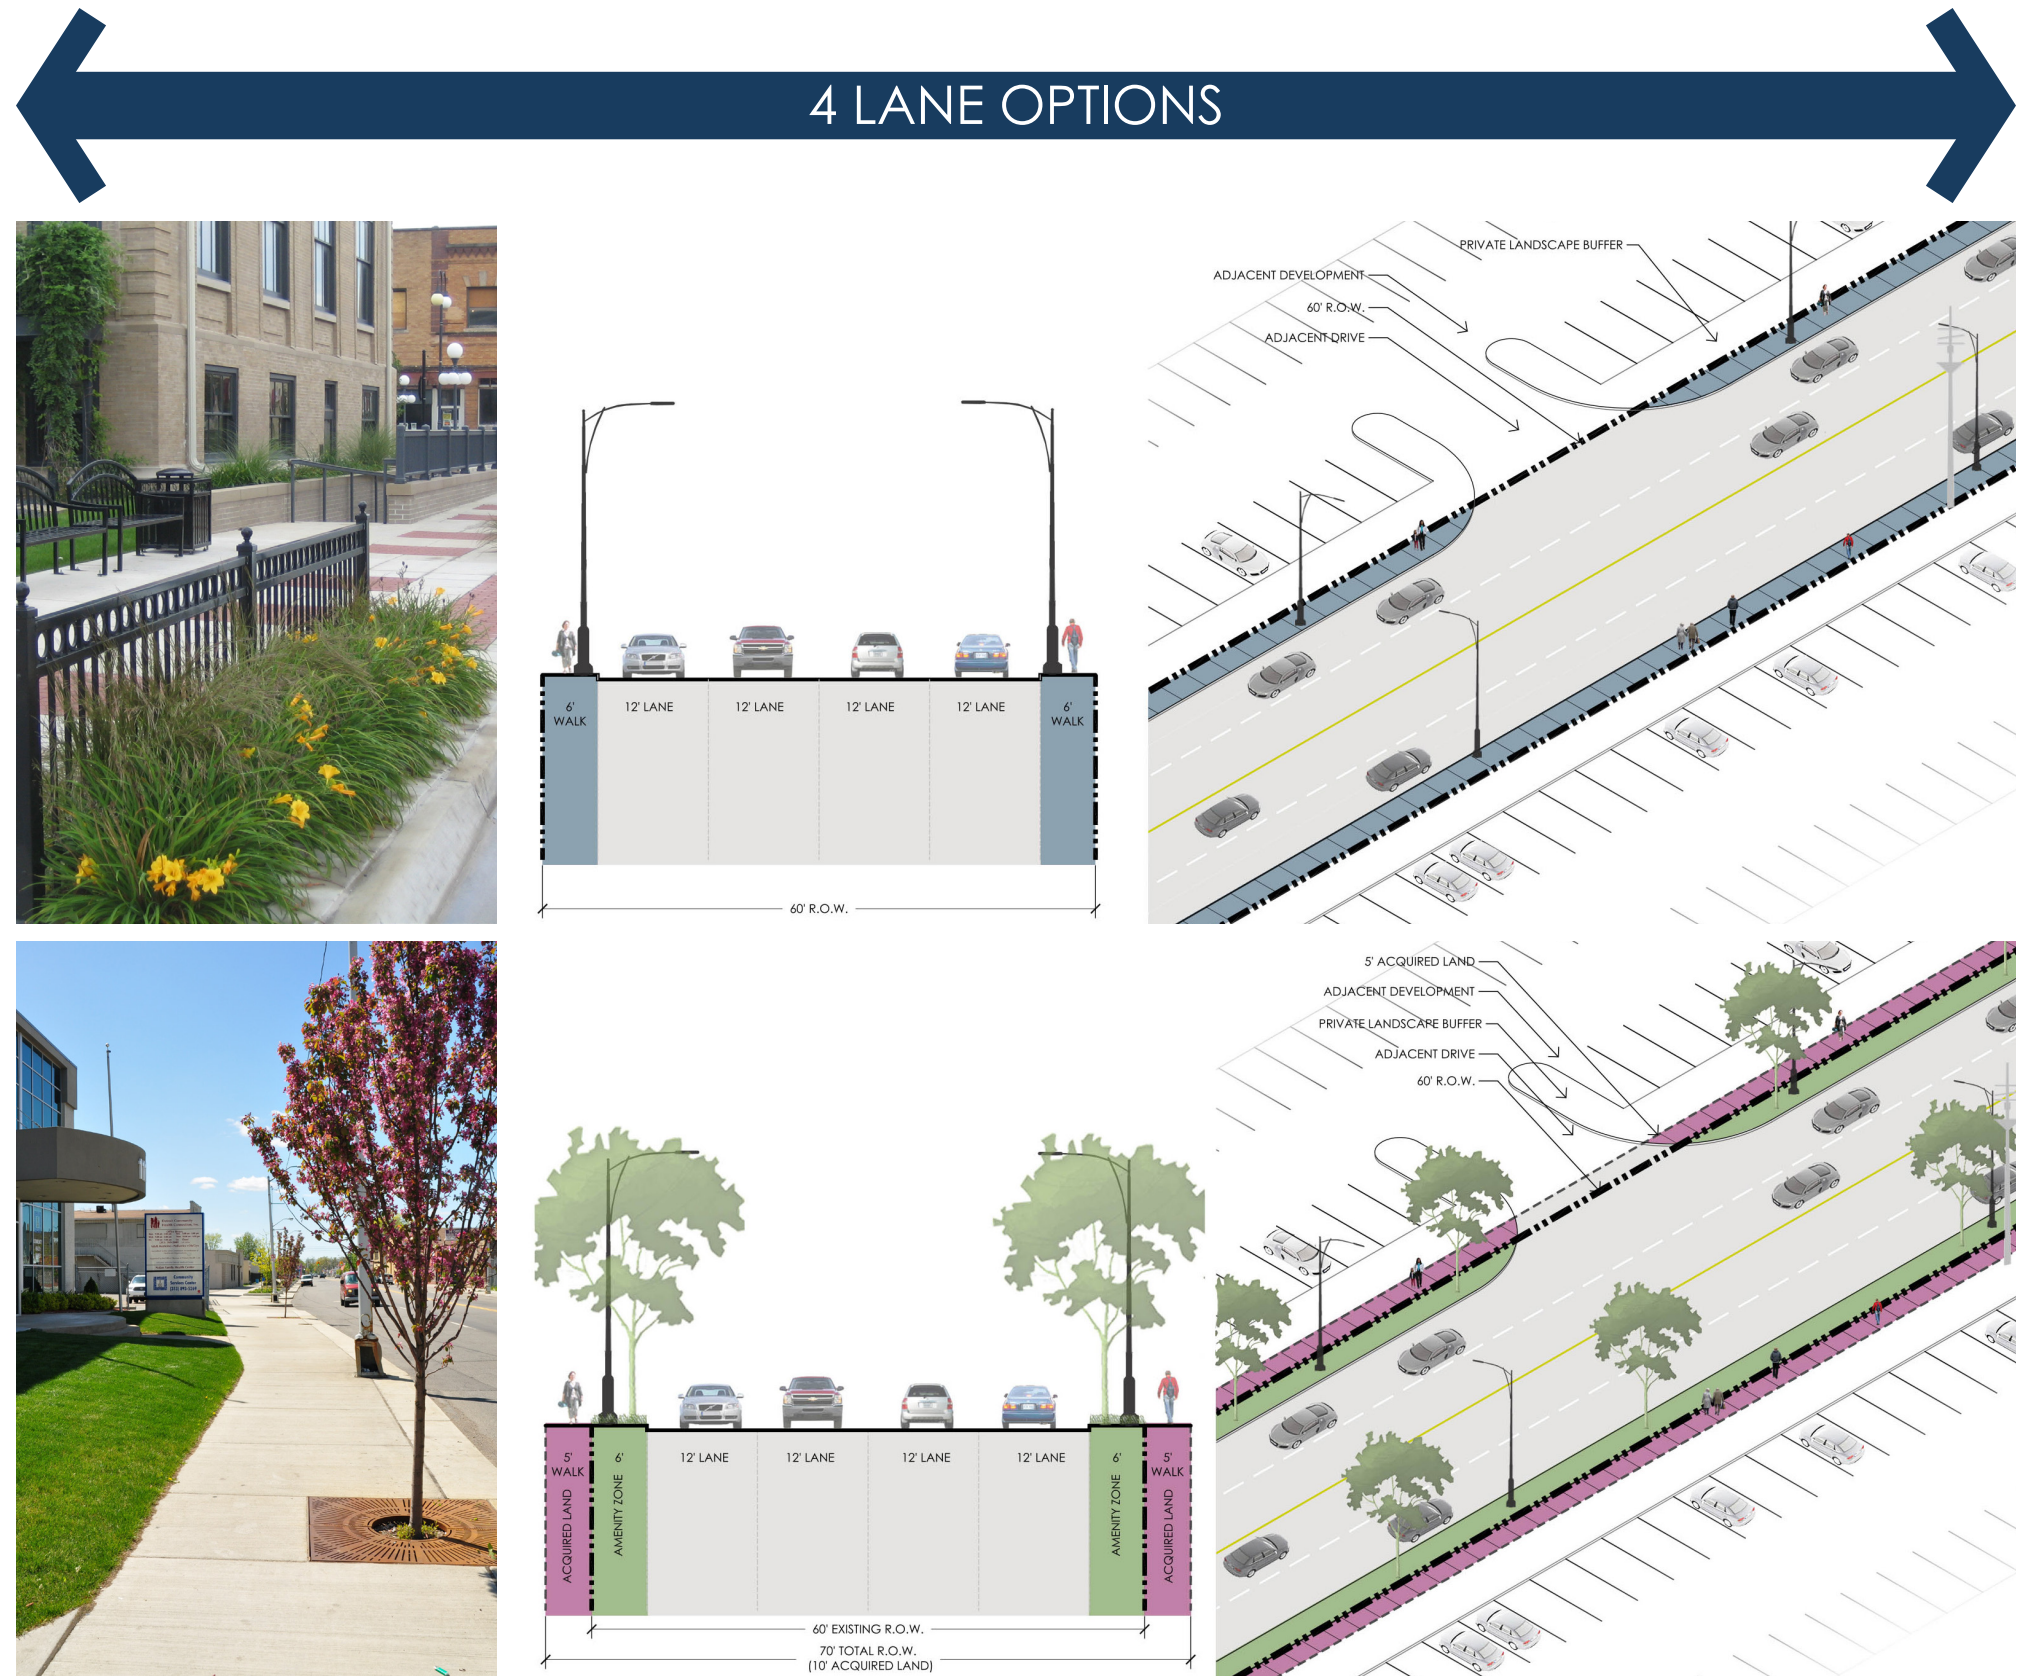 4 LANE OPTIONS
PRIVATE LANDSCAPE BUFFER
ADJACENT DEVELOPMENT
60' R.O.W.
ADJACENT DRIVE
6'
WALK
12' LANE
12' LANE
12' LANE
12' LANE
6'
WALK
60' R.O.W.
5' ACQUIRED LAND
ADJACENT DEVELOPMENT
PRIVATE LANDSCAPE BUFFER
ADJACENT DRIVE
60' R.O.W.
5'
WALK
ACQUIRED LAND
6'
AMENITY ZONE
12' LANE
12' LANE
12' LANE
12' LANE
6'
AMENITY ZONE
5'
WALK
ACQUIRED LAND
60' EXISTING R.O.W.
70' TOTAL R.O.W.
(10' ACQUIRED LAND)
Community
Services Center